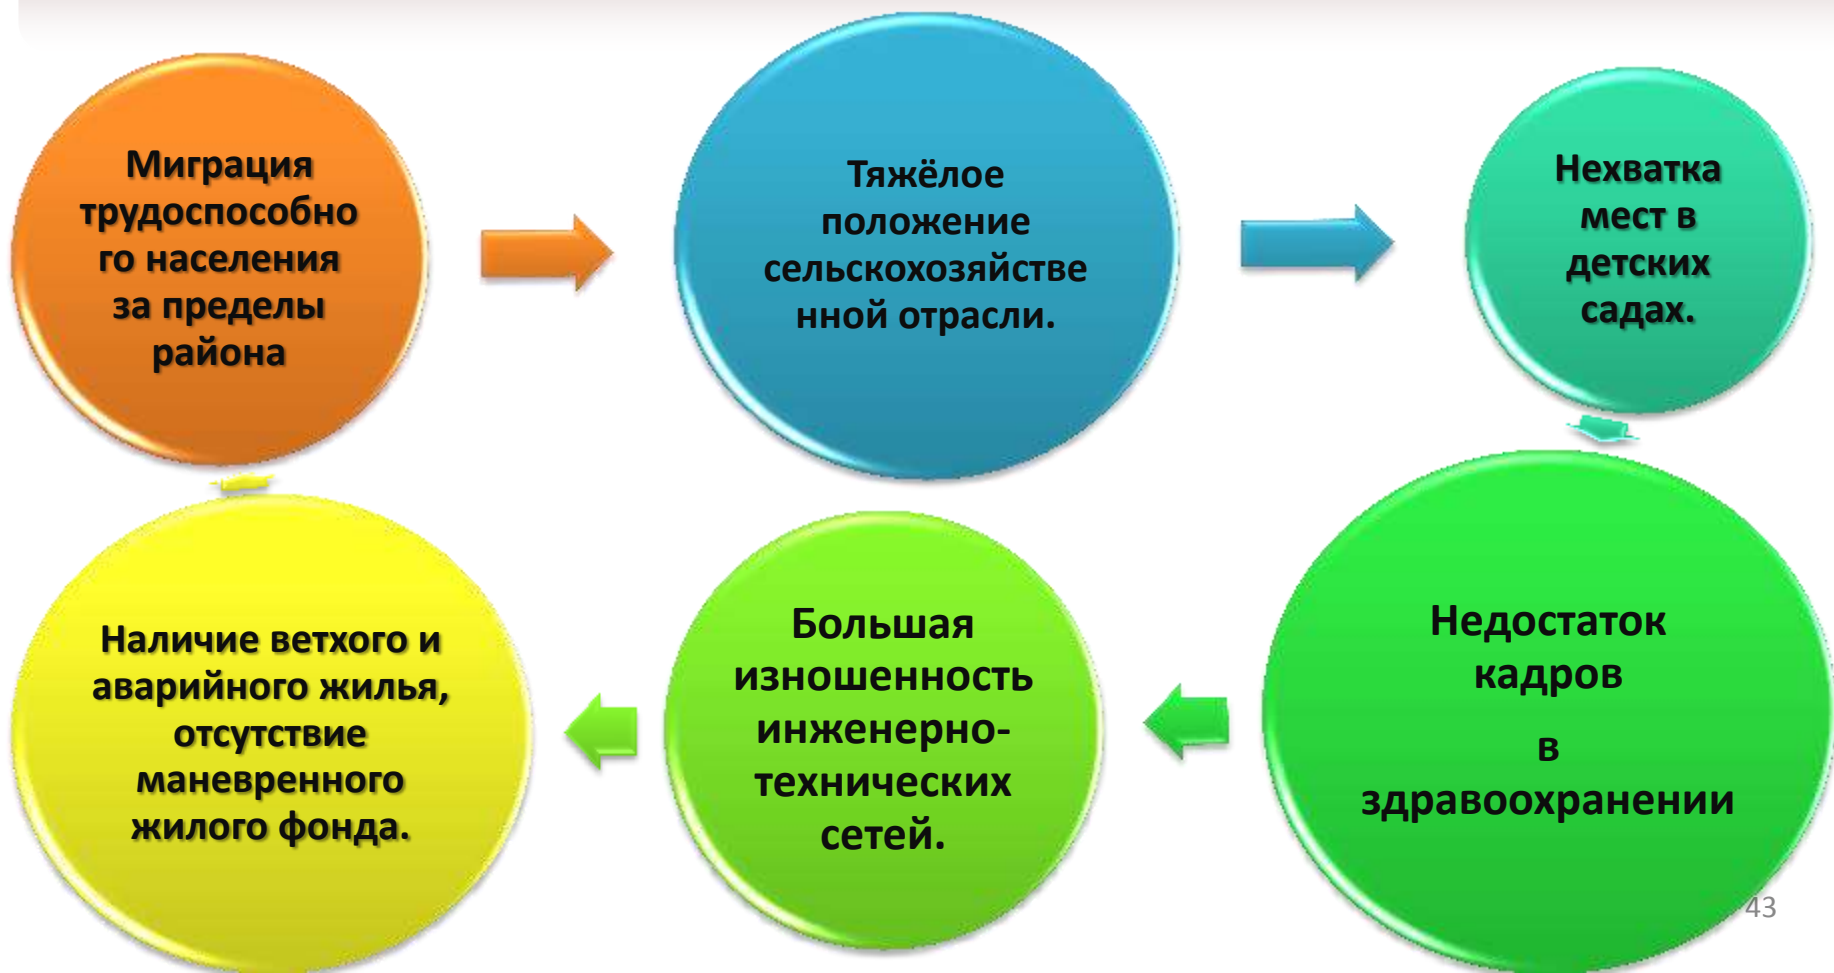 Миграция
трудоспособно
го населения
за пределы
района
Тяжёлое
положение
сельскохозяйстве
нной отрасли.
Нехватка
мест в
детских
садах.
Недостаток
кадров
в
здравоохранении
Большая
изношенность
инженерно-
технических
сетей.
Наличие ветхого и
аварийного жилья,
отсутствие
маневренного
жилого фонда.
43